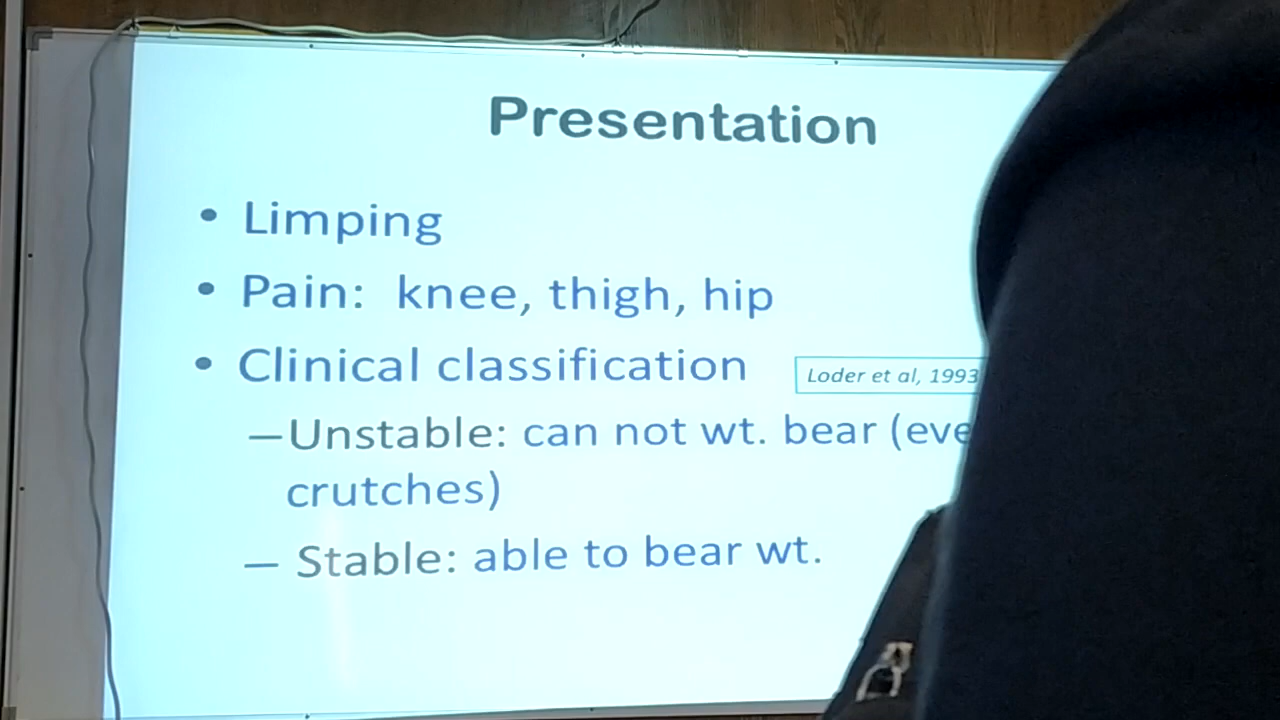 Presentation
• Limping
• Pain: knee, thigh, hip
• Clinical classification
Loder et al, 1993
—Unstable: can not wt. bear (eve
crutches)
— Stable: able to bear wt.